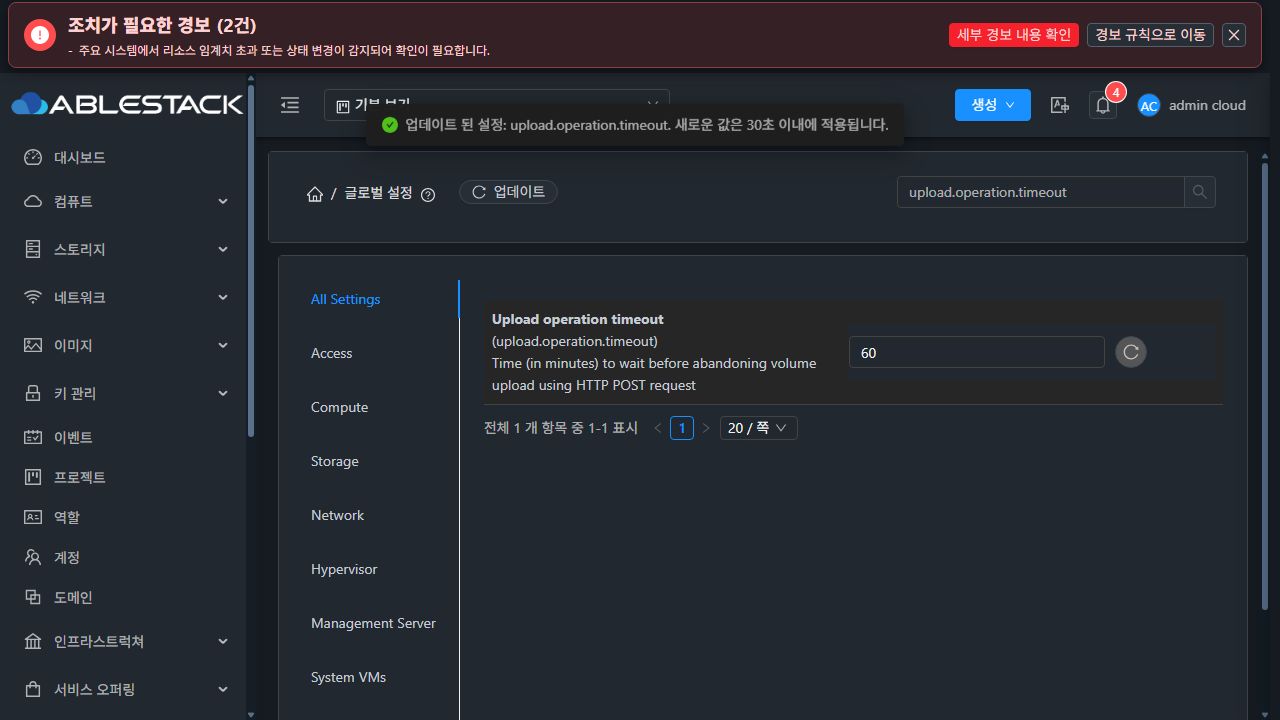 조치가 필요한 경보 (2건)
- 주요 시스템에서 리소스 임계치 초과 또는 상태 변경이 감지되어 확인이 필요합니다.
세부 경보 내용 확인
경보 규칙으로 이동
ABLESTACK
기본 보기
생성
4
AC
admin cloud
업데이트 된 설정: upload.operation.timeout. 새로운 값은 30초 이내에 적용됩니다.
대시보드
컴퓨트
스토리지
네트워크
이미지
키 관리
이벤트
프로젝트
역할
계정
도메인
인프라스트럭쳐
서비스 오퍼링
/ 글로벌 설정
업데이트
upload.operation.timeout
All Settings
Access
Compute
Storage
Network
Hypervisor
Management Server
System VMs
Upload operation timeout
(upload.operation.timeout)
Time (in minutes) to wait before abandoning volume
upload using HTTP POST request
60
전체 1 개 항목 중 1-1 표시
1
20 / 쪽